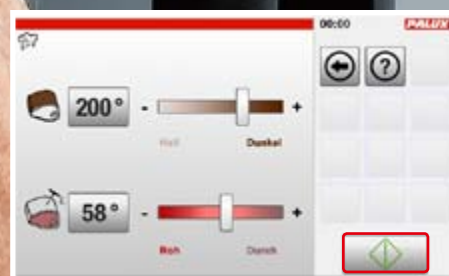 00:00 PALUX
200° - +
Hell Dunkel
58° - +
Roh Durch